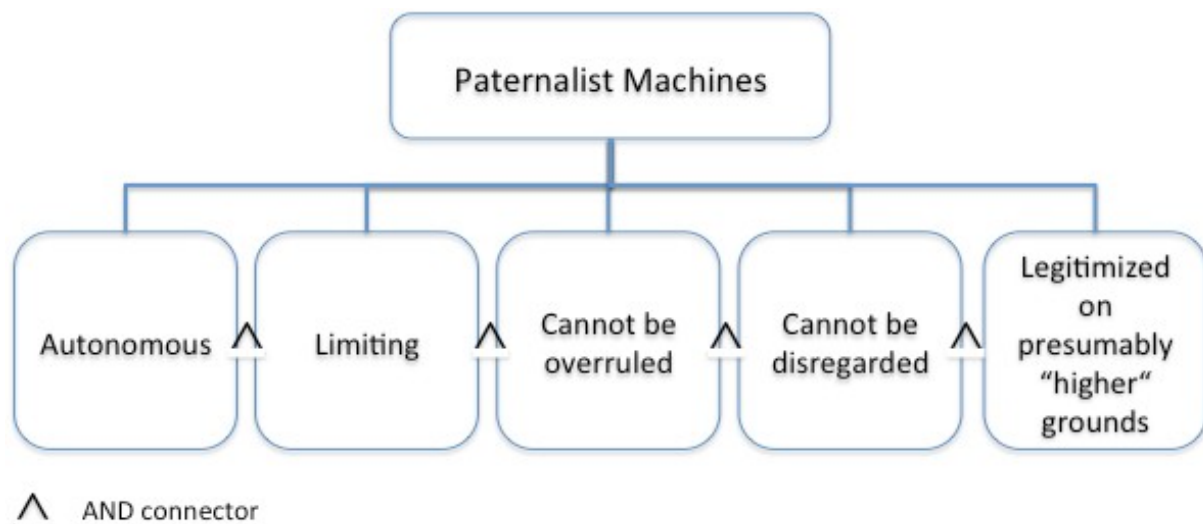 Paternalist Machines
Autonomous
Limiting
Cannot be
overruled
Cannot be
disregarded
Legitimized
on
presumably
“higher“
grounds
∧ AND connector